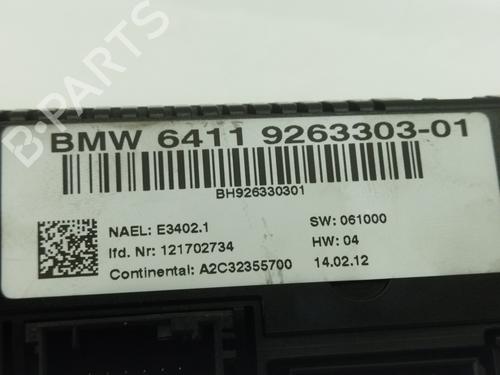 B-PARTS
BMW 6411 9263303-01
BH926330301
NAEL: E3402.1
SW: 061000
lfd. Nr: 121702734
HW: 04
Continental: A2C32355700
14.02.12